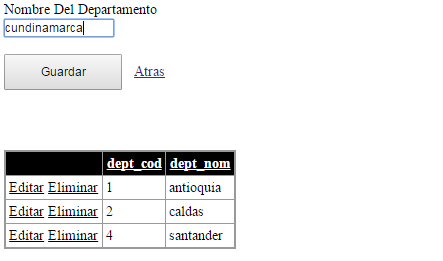 Nombre Del Departamento
cundinamarca
Guardar Atras
dept_cod dept_nom
Editar Eliminar 1 antioquia
Editar Eliminar 2 caldas
Editar Eliminar 4 santander